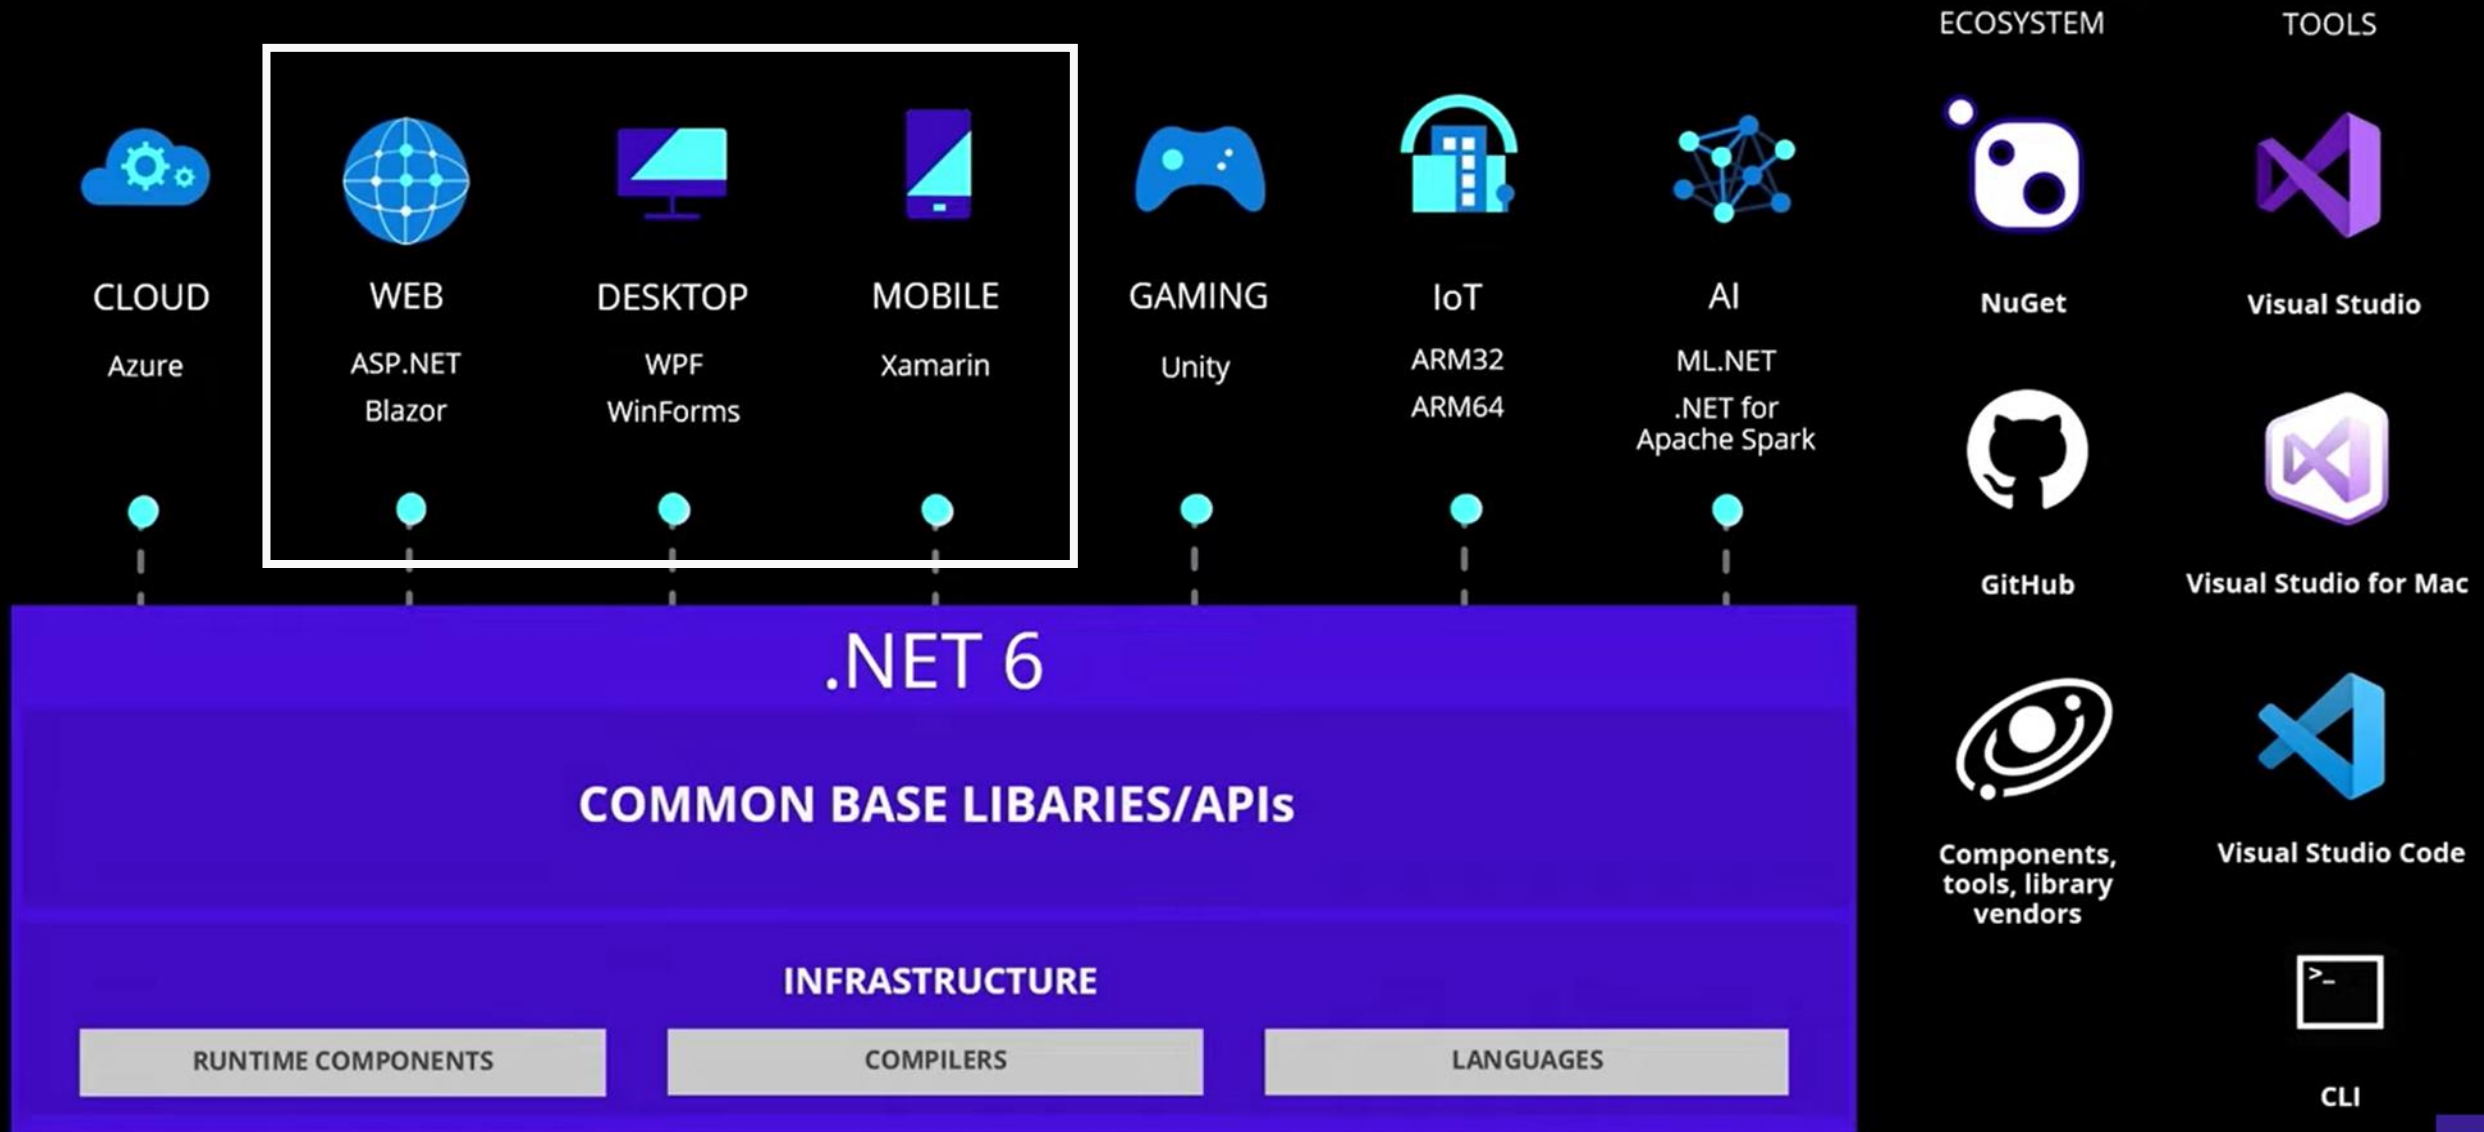 ECOSYSTEM
TOOLS
CLOUD
Azure
WEB
ASP.NET
Blazor
DESKTOP
WPF
WinForms
MOBILE
Xamarin
GAMING
Unity
IoT
ARM32
ARM64
AI
ML.NET
.NET for
Apache Spark
NuGet
GitHub
Components,
tools, library
vendors
Visual Studio
Visual Studio for Mac
Visual Studio Code
>_
CLI
.NET 6
COMMON BASE LIBARIES/APIs
INFRASTRUCTURE
RUNTIME COMPONENTS
COMPILERS
LANGUAGES